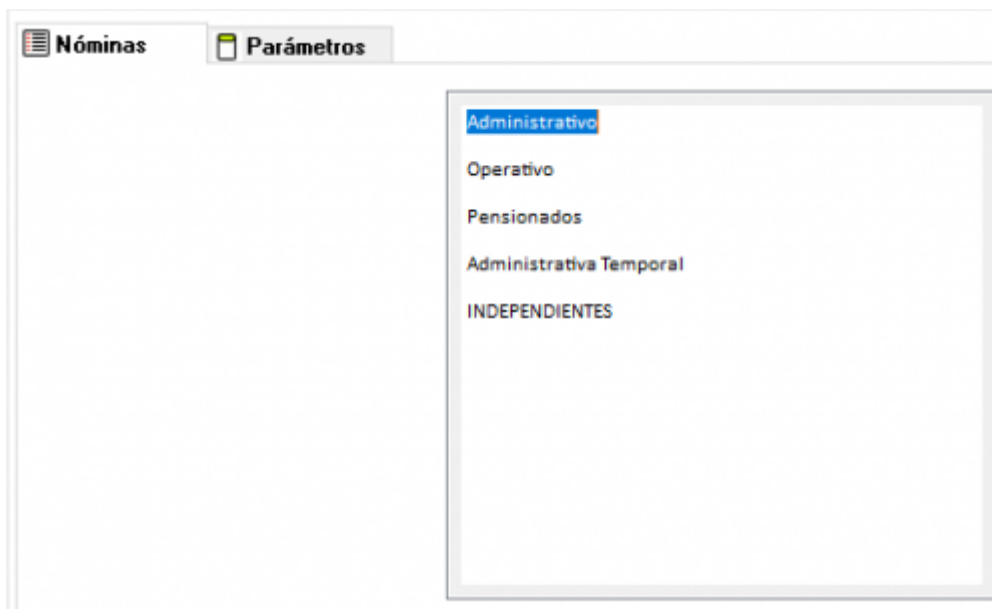 Nóminas
Parámetros
Administrativo
Operativo
Pensionados
Administrativa Temporal
INDEPENDIENTES